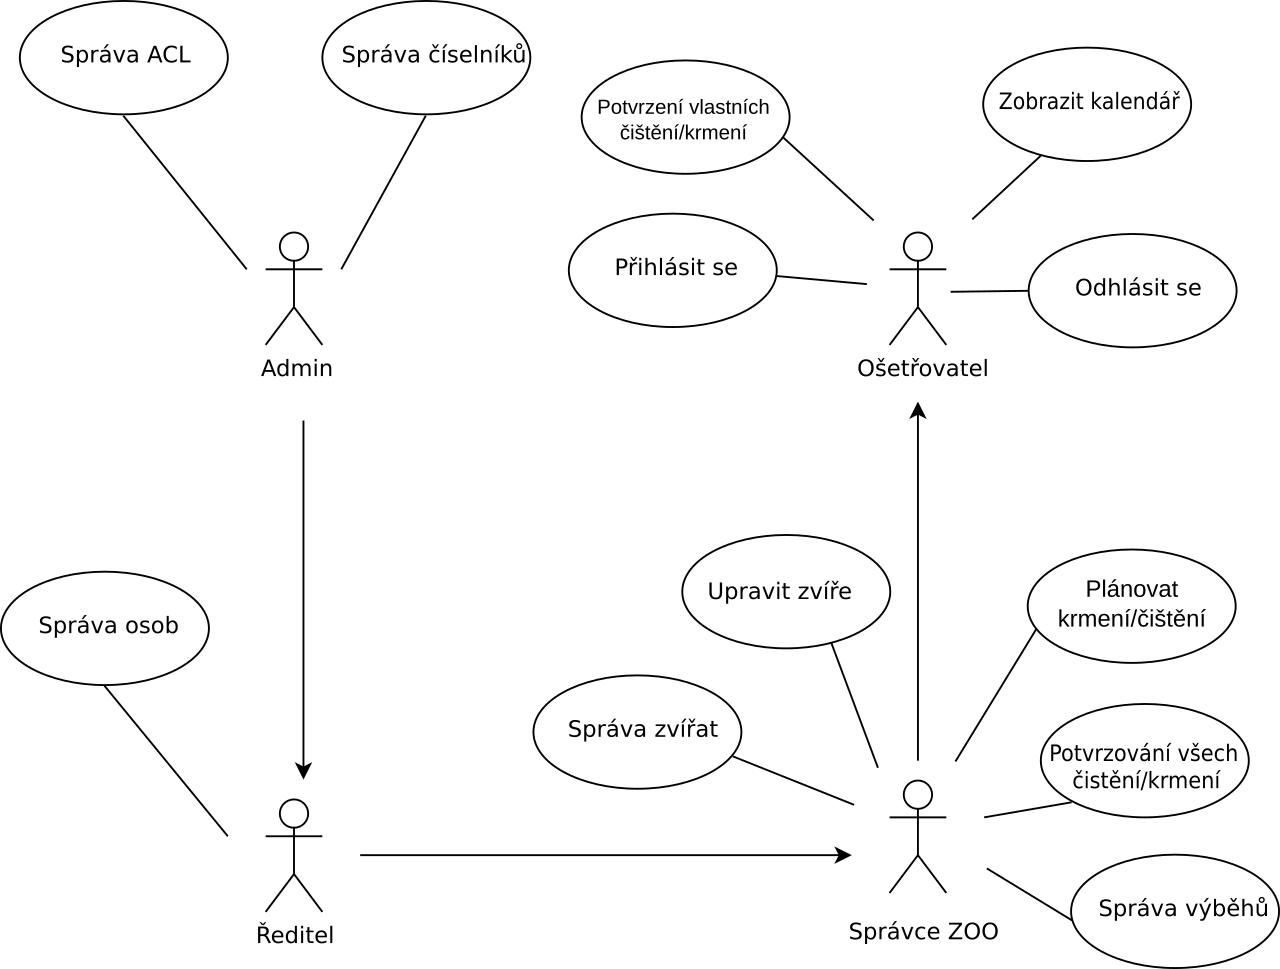 Správa ACL
Správa číselníků
Potvrzení vlastních
čištění/krmení
Zobrazit kalendář
Přihlásit se
Odhlásit se
Admin
Ošetřovatel
Správa osob
Upravit zvíře
Plánovat
krmení/čištění
Správa zvířat
Potvrzování všech
čistění/krmení
Správa výběhů
Ředitel
Správce ZOO